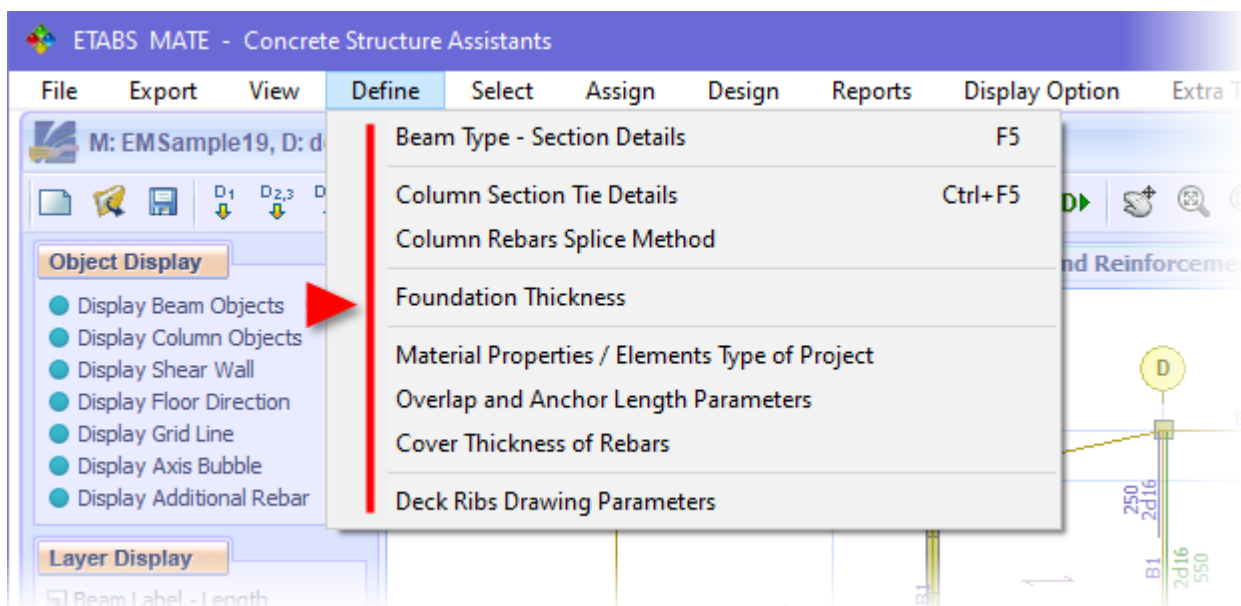 ETABS MATE - Concrete Structure Assistants
File Export View Define Select Assign Design Reports Display Option Extra
M: EMSample19, D:
D1 D2,3
Object Display
Display Beam Objects
Display Column Objects
Display Shear Wall
Display Floor Direction
Display Grid Line
Display Axis Bubble
Display Additional Rebar
Layer Display
Beam Label - Length
Beam Type - Section Details F5
Column Section Tie Details Ctrl+F5
Column Rebars Splice Method
Foundation Thickness
Material Properties / Elements Type of Project
Overlap and Anchor Length Parameters
Cover Thickness of Rebars
Deck Ribs Drawing Parameters
D
nd Reinforceme
D
250
2d16
B1
2d16
550
B1